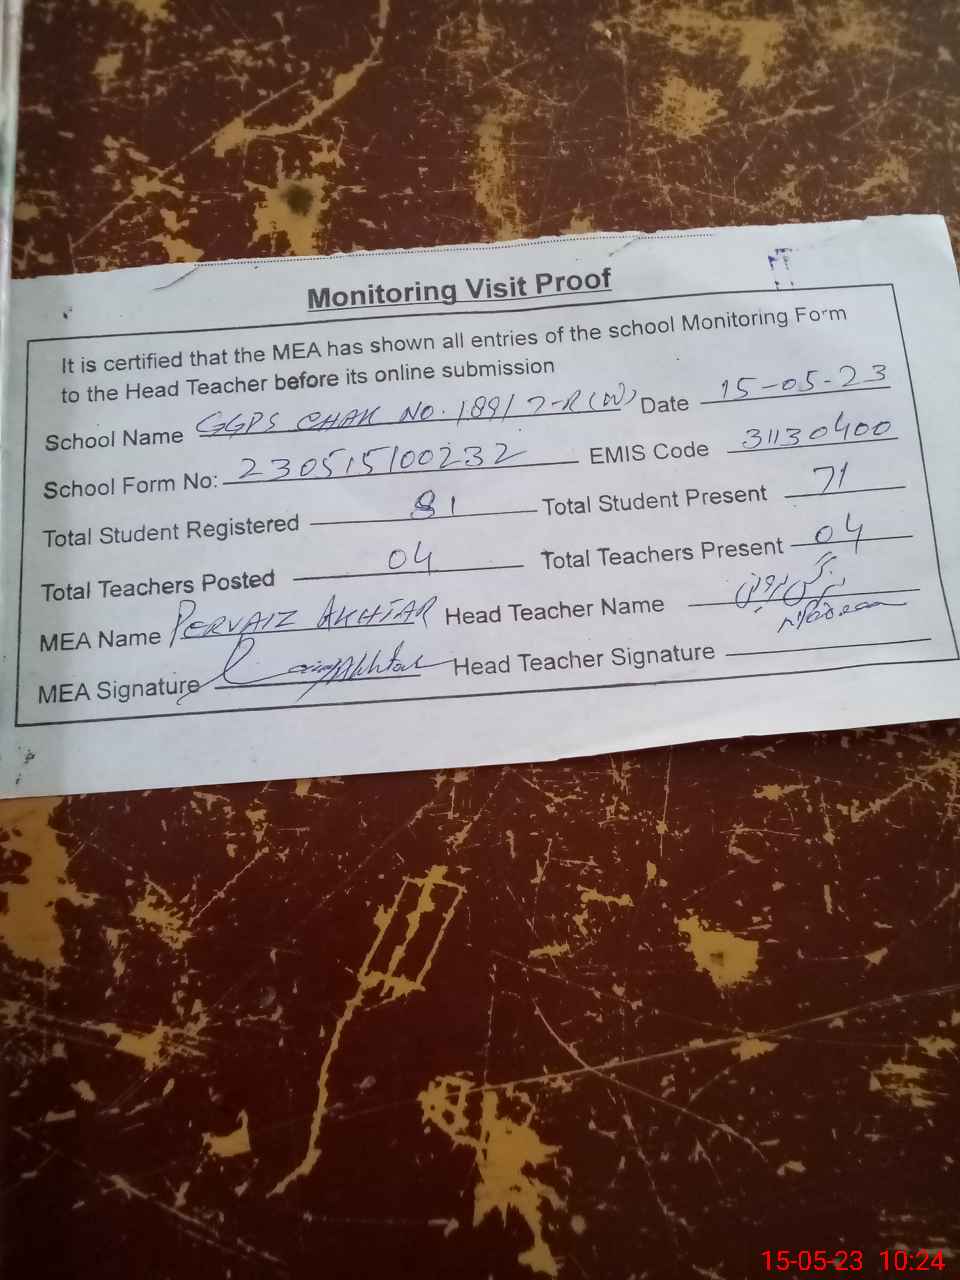 Monitoring Visit Proof
It is certified that the MEA has shown all entries of the school Monitoring Form
to the Head Teacher before its online submission
School Name GGPS CHAK NO. 189/7-R(W) Date 15-05-23
School Form No: 230515100232 EMIS Code 31130400
Total Student Registered 81 Total Student Present 71
Total Teachers Posted 04 Total Teachers Present 04
MEA Name PERVAIZ AKHTAR Head Teacher Name
MEA Signature Head Teacher Signature
15-05-23 10:24